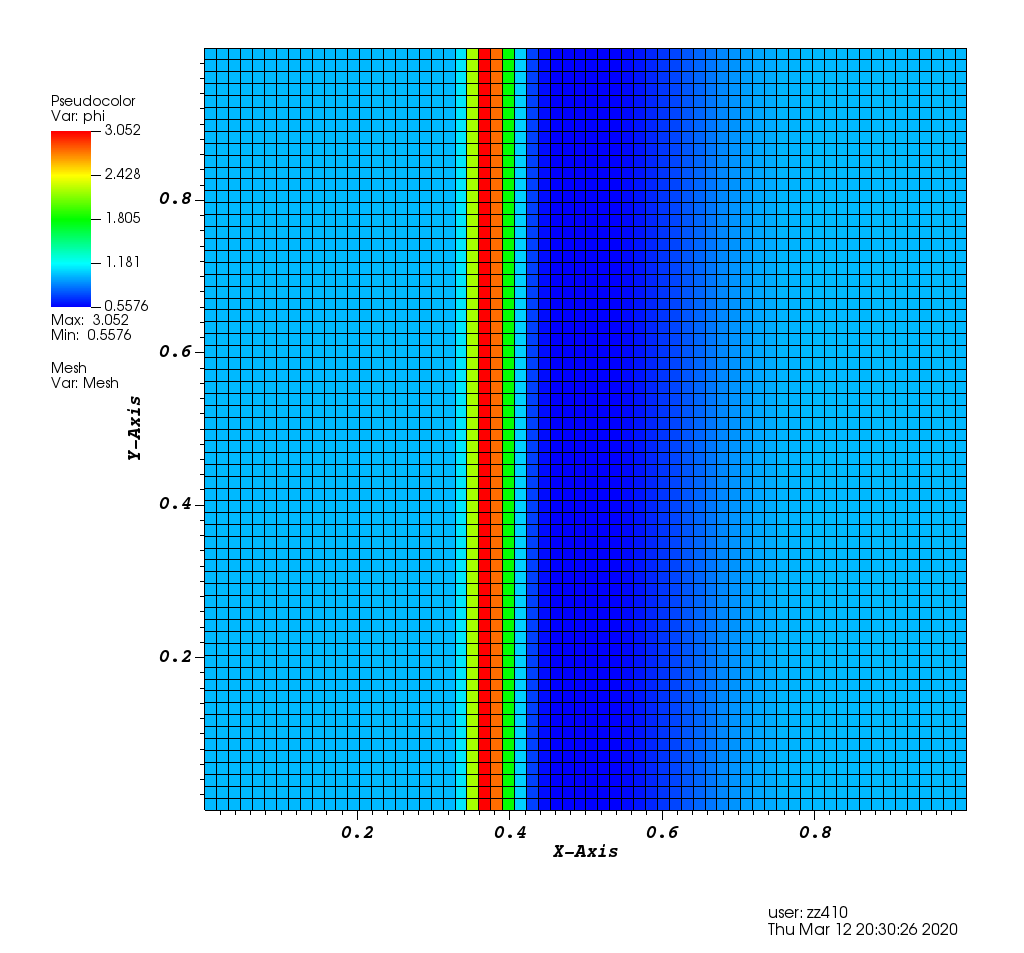 Pseudocolor
Var: phi
3.052
2.428
1.805
1.181
0.5576
Max: 3.052
Min: 0.5576
Mesh
Var: Mesh
Y-Axis
0.8
0.6
0.4
0.2
0.2 0.4 0.6 0.8
X-Axis
user: zz410
Thu Mar 12 20:30:26 2020